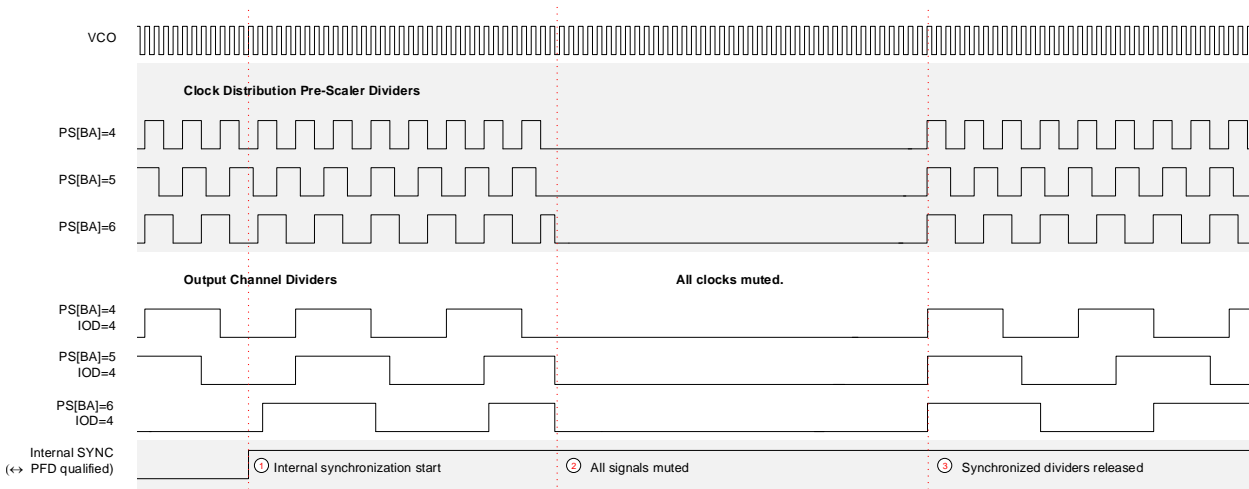 VCO
Clock Distribution Pre-Scaler Dividers
PS[BA]=4
PS[BA]=5
PS[BA]=6
Output Channel Dividers
All clocks muted.
PS[BA]=4
IOD=4
PS[BA]=5
IOD=4
PS[BA]=6
IOD=4
Internal SYNC
(↔ PFD qualified)
1 Internal synchronization start
2 All signals muted
3 Synchronized dividers released